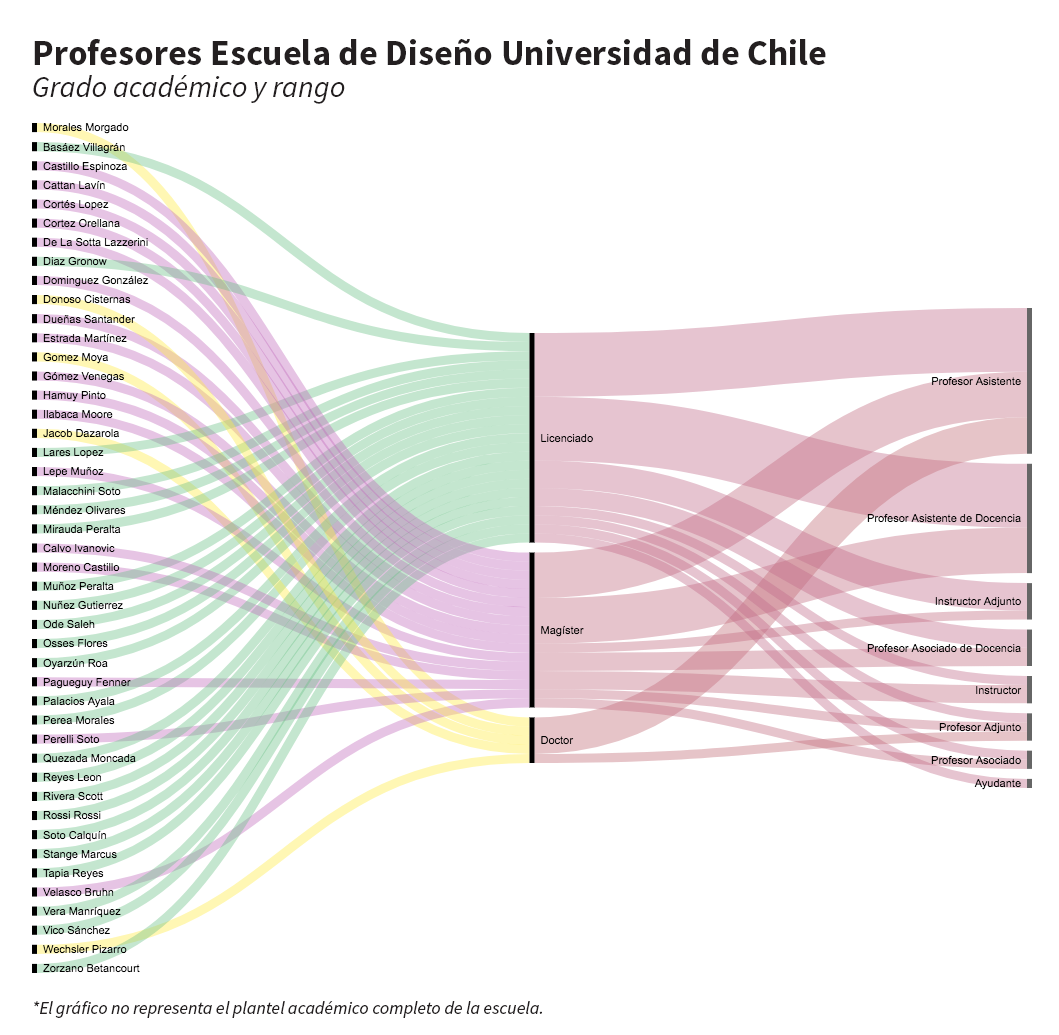 Profesores Escuela de Diseño Universidad de Chile
Grado académico y rango
Morales Morgado
Basáez Villagrán
Castillo Espinoza
Cattan Lavín
Cortés Lopez
Cortez Orellana
De La Sotta Lazzerini
Diaz Gronow
Dominguez González
Donoso Cisternas
Dueñas Santander
Estrada Martínez
Gomez Moya
Gómez Venegas
Hamuy Pinto
Ilabaca Moore
Jacob Dazarola
Lares Lopez
Lepe Muñoz
Malacchini Soto
Méndez Olivares
Mirauda Peralta
Calvo Ivanovic
Moreno Castillo
Muñoz Peralta
Nuñez Gutierrez
Ode Saleh
Osses Flores
Oyarzún Roa
Pagueguy Fenner
Palacios Ayala
Perea Morales
Perelli Soto
Quezada Moncada
Reyes Leon
Rivera Scott
Rossi Rossi
Soto Calquín
Stange Marcus
Tapia Reyes
Velasco Bruhn
Vera Manríquez
Vico Sánchez
Wechsler Pizarro
Zorzano Betancourt
Licenciado
Magíster
Doctor
Profesor Asistente
Profesor Asistente de Docencia
Instructor Adjunto
Profesor Asociado de Docencia
Instructor
Profesor Adjunto
Profesor Asociado
Ayudante
*El gráfico no representa el plantel académico completo de la escuela.